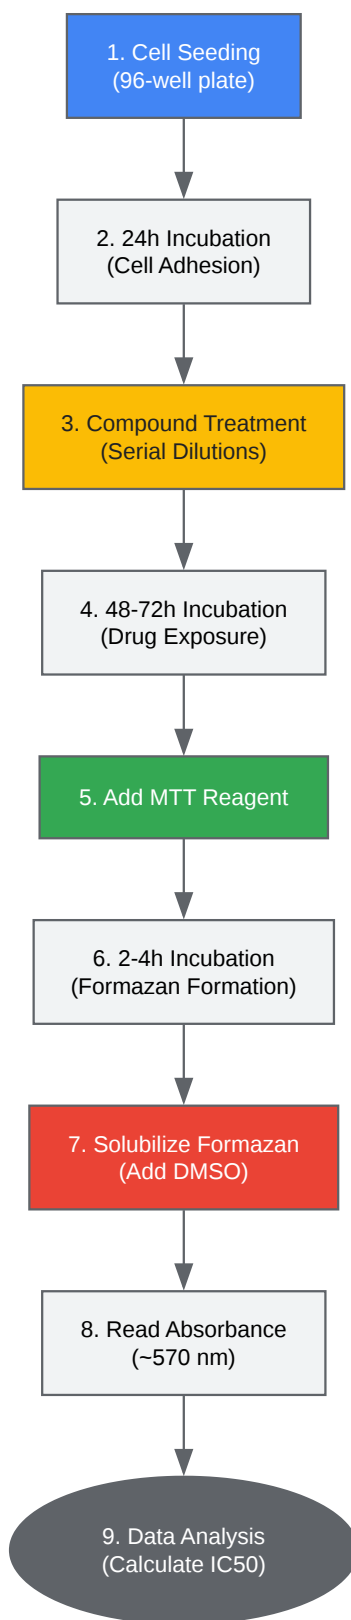 1. Cell Seeding
(96-well plate)
2. 24h Incubation
(Cell Adhesion)
3. Compound Treatment
(Serial Dilutions)
4. 48-72h Incubation
(Drug Exposure)
5. Add MTT Reagent
6. 2-4h Incubation
(Formazan Formation)
7. Solubilize Formazan
(Add DMSO)
8. Read Absorbance
(~570 nm)
9. Data Analysis
(Calculate IC50)